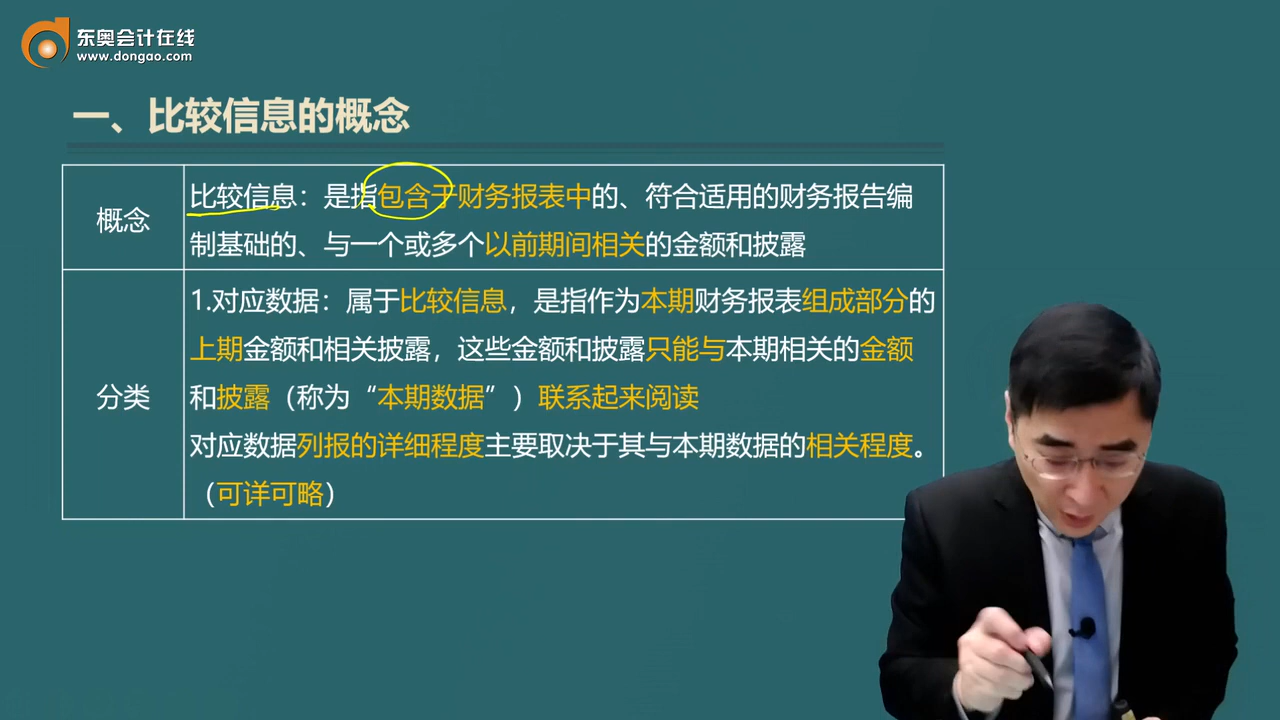 东奥会计在线
www.dongao.com
一、比较信息的概念
概念
比较信息：是指包含于财务报表中的、符合适用的财务报告编
制基础的、与一个或多个以前期间相关的金额和披露
分类
1.对应数据：属于比较信息，是指作为本期财务报表组成部分的
上期金额和相关披露，这些金额和披露只能与本期相关的金额
和披露（称为“本期数据”）联系起来阅读
对应数据列报的详细程度主要取决于其与本期数据的相关程度。
（可详可略）